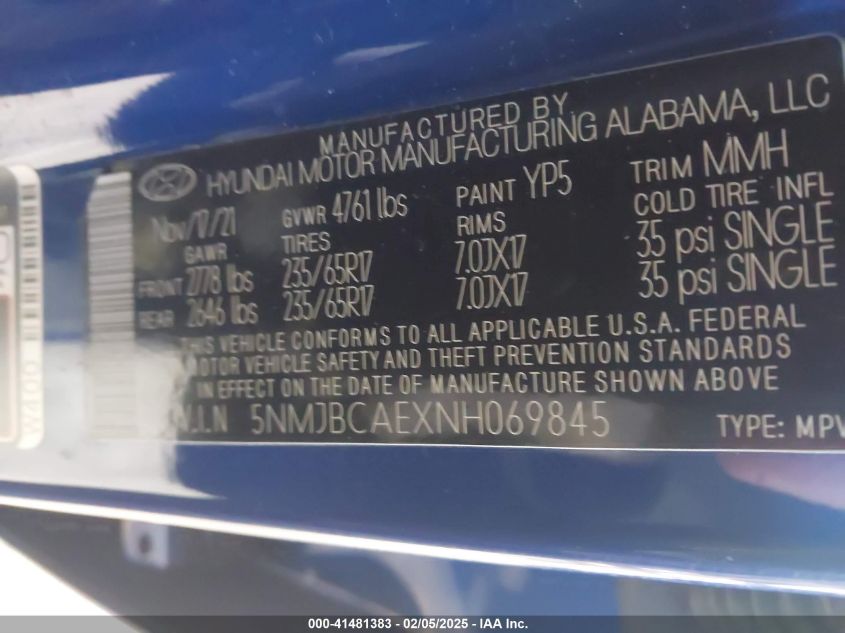 MANUFACTURED BY
HYUNDAI MOTOR MANUFACTURING ALABAMA, LLC
Nov/17/21 GVWR 4761 lbs PAINT YP5 TRIM MMH
GAWR TIRES RIMS COLD TIRE INFL
FRONT 2778 lbs 235/65R17 7.0JX17 35 psi SINGLE
REAR 2646 lbs 235/65R17 7.0JX17 35 psi SINGLE
THIS VEHICLE CONFORMS TO ALL APPLICABLE U.S.A. FEDERAL
MOTOR VEHICLE SAFETY AND THEFT PREVENTION STANDARDS
IN EFFECT ON THE DATE OF MANUFACTURE SHOWN ABOVE.
5NMJBCAEXNH069845 TYPE: MPV
W400
000-41481383 - 02/05/2025 - IAA Inc.